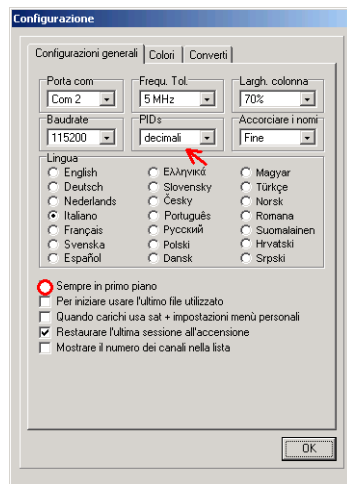 Configurazione
Configurazioni generali Colori Converti
Porta com Frequ. Tol. Largh. colonna
Com 2 5 MHz 70%
Baudrate PIDs Accorciare i nomi
115200 decimali Fine
Lingua
English Ελληνικά Magyar
Deutsch Slovensky Türkçe
Nederlands Česky Norsk
Italiano Português Romana
Français Русский Suomalainen
Svenska Polski Hrvatski
Español Dansk Srpski
Sempre in primo piano
Per iniziare usare l'ultimo file utilizzato
Quando carichi usa sat + impostazioni menù personali
Restaurare l'ultima sessione all'accensione
Mostrare il numero dei canali nella lista
OK